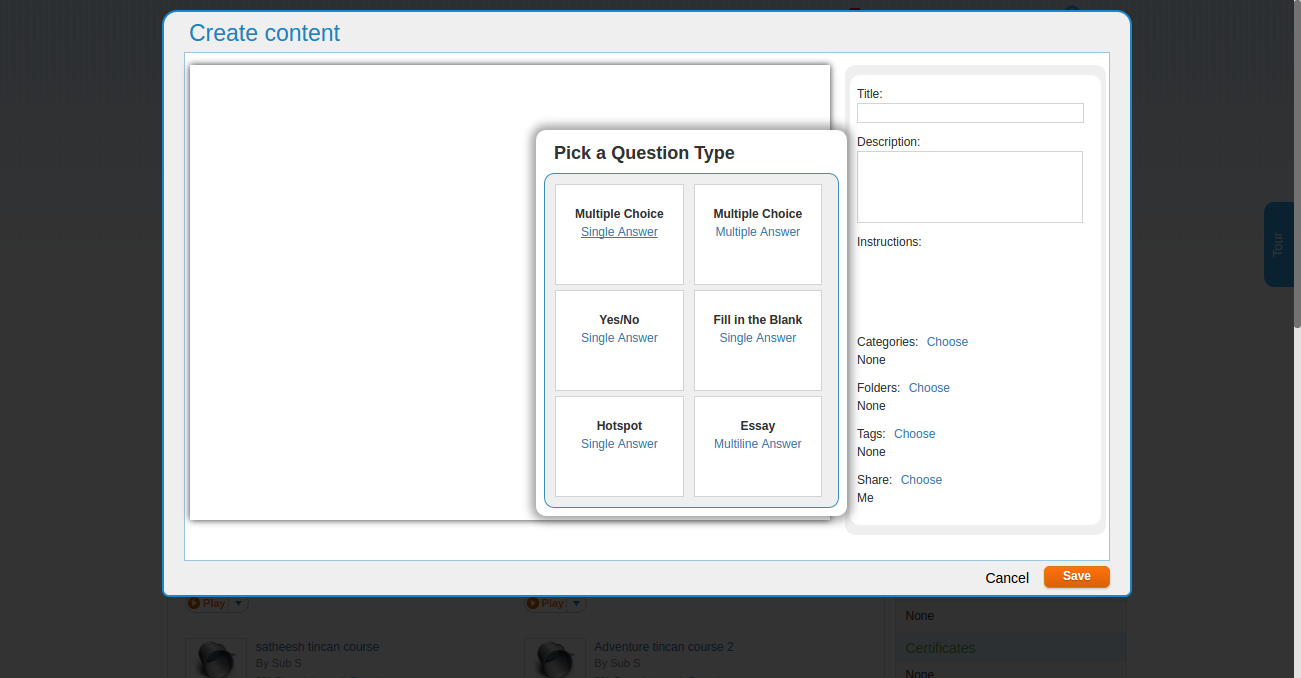 Create content
Pick a Question Type
Multiple Choice
Single Answer
Multiple Choice
Multiple Answer
Yes/No
Single Answer
Fill in the Blank
Single Answer
Hotspot
Single Answer
Essay
Multiline Answer
Title:
Description:
Instructions:
Categories: Choose
None
Folders: Choose
None
Tags: Choose
None
Share: Choose
Me
Cancel Save
Tour
Play
Play
satheesh tincan course
By Sub S
Adventure tincan course 2
By Sub S
None
Certificates
None